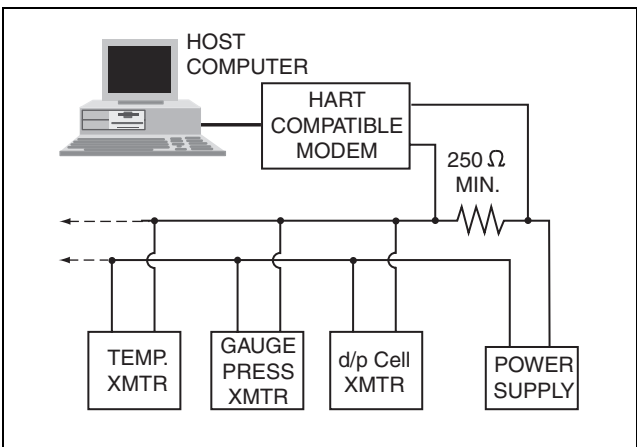 HOST
COMPUTER
HART
COMPATIBLE
MODEM
250 Ω
MIN.
TEMP.
XMTR
GAUGE
PRESS
XMTR
d/p Cell
XMTR
POWER
SUPPLY